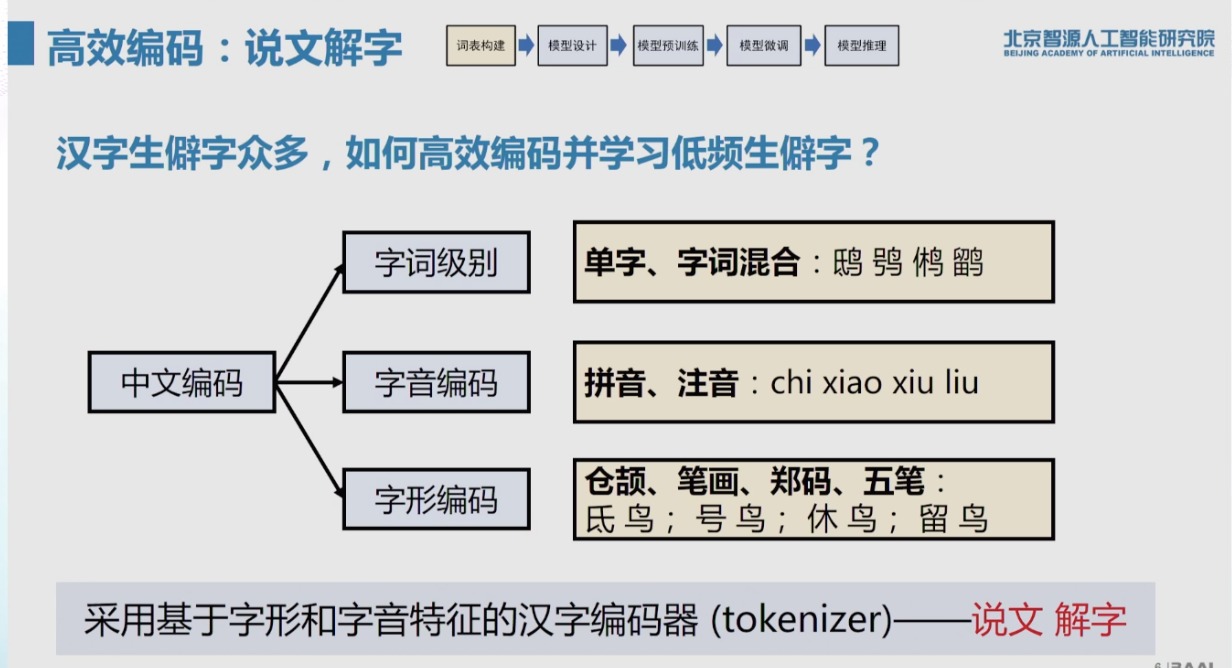 高效编码：说文解字
词表构建 模型设计 模型预训练 模型微调 模型推理
北京智源人工智能研究院
BEIJING ACADEMY OF ARTIFICIAL INTELLIGENCE
汉字生僻字众多，如何高效编码并学习低频生僻字？
字词级别
单字、字词混合：鸱 鸮 鸺 鹠
中文编码
字音编码
拼音、注音：chi xiao xiu liu
字形编码
仓颉、笔画、郑码、五笔：
氐 鸟； 号 鸟； 休 鸟； 留 鸟
采用基于字形和字音特征的汉字编码器 (tokenizer)——说文 解字